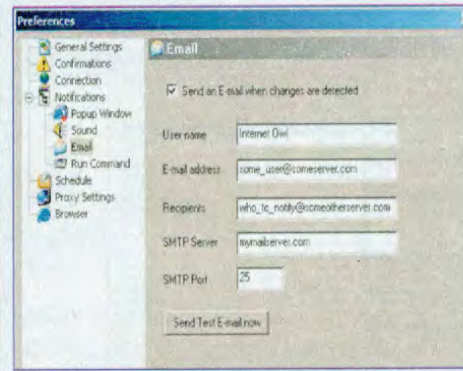 Preferences
General Settings
Confirmations
Connection
Notifications
Popup Window
Sound
Email
Run Command
Schedule
Proxy Settings
Browser
Email
Send an E-mail when changes are detected
User name
Internet Owl
E-mail address
some_user@someserver.com
Recipients
who_to_notify@someotherserver.com
SMTP Server
mymailserver.com
SMTP Port
25
Send Test E-mail now